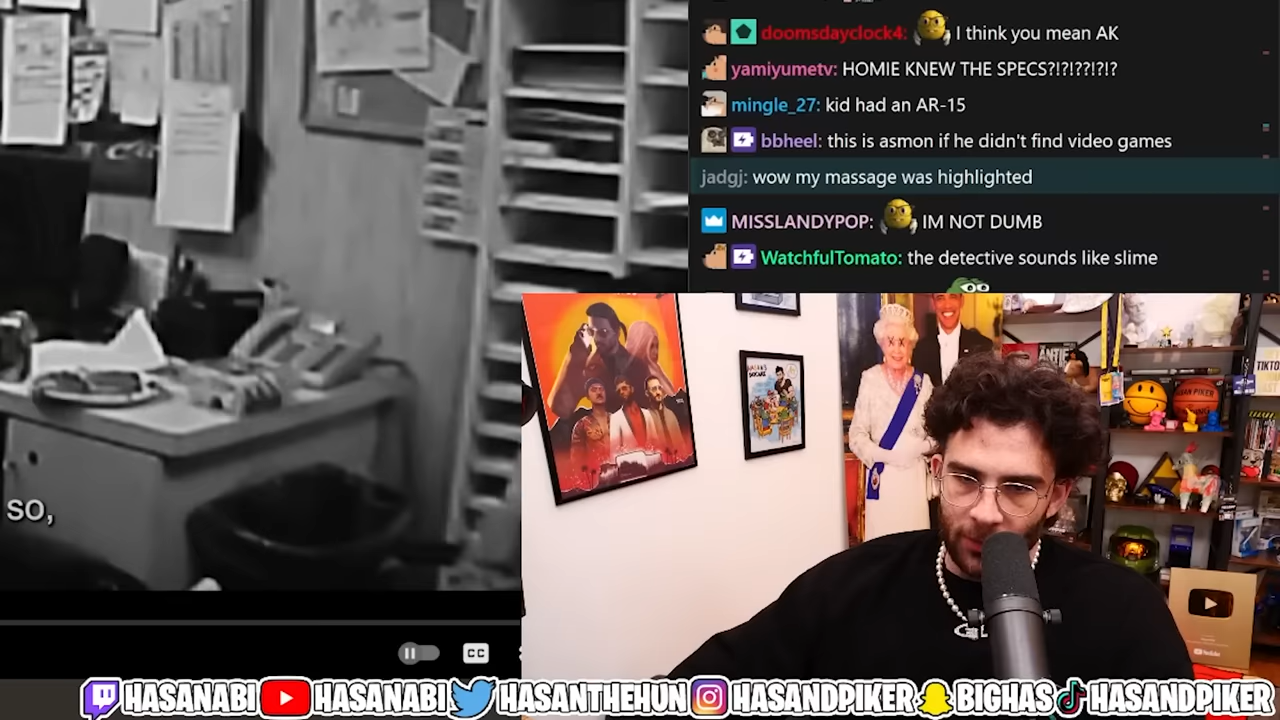 doomsdayclock4: I think you mean AK
yamiyumetv: HOMIE KNEW THE SPECS?!?!??!?!?
mingle_27: kid had an AR-15
bbheel: this is asmon if he didn't find video games
jadgj: wow my massage was highlighted
MISSLANDYPOP: IM NOT DUMB
WatchfulTomato: the detective sounds like slime
SO,
CC
TIKTO
HASANABI HASANABI HASANTHEHUN HASANDPIKER BIGHAS HASANDPIKER